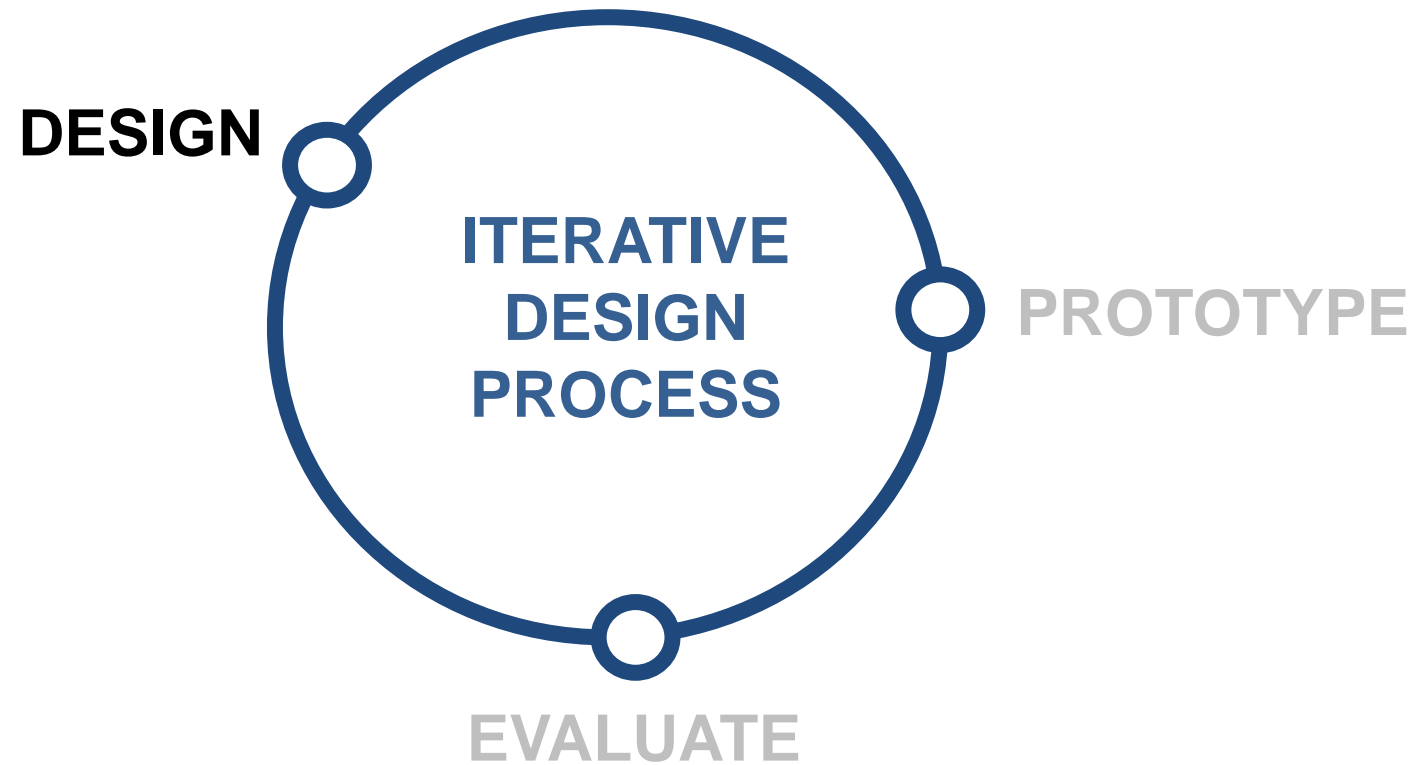 DESIGN
ITERATIVE
DESIGN
PROCESS
PROTOTYPE
EVALUATE